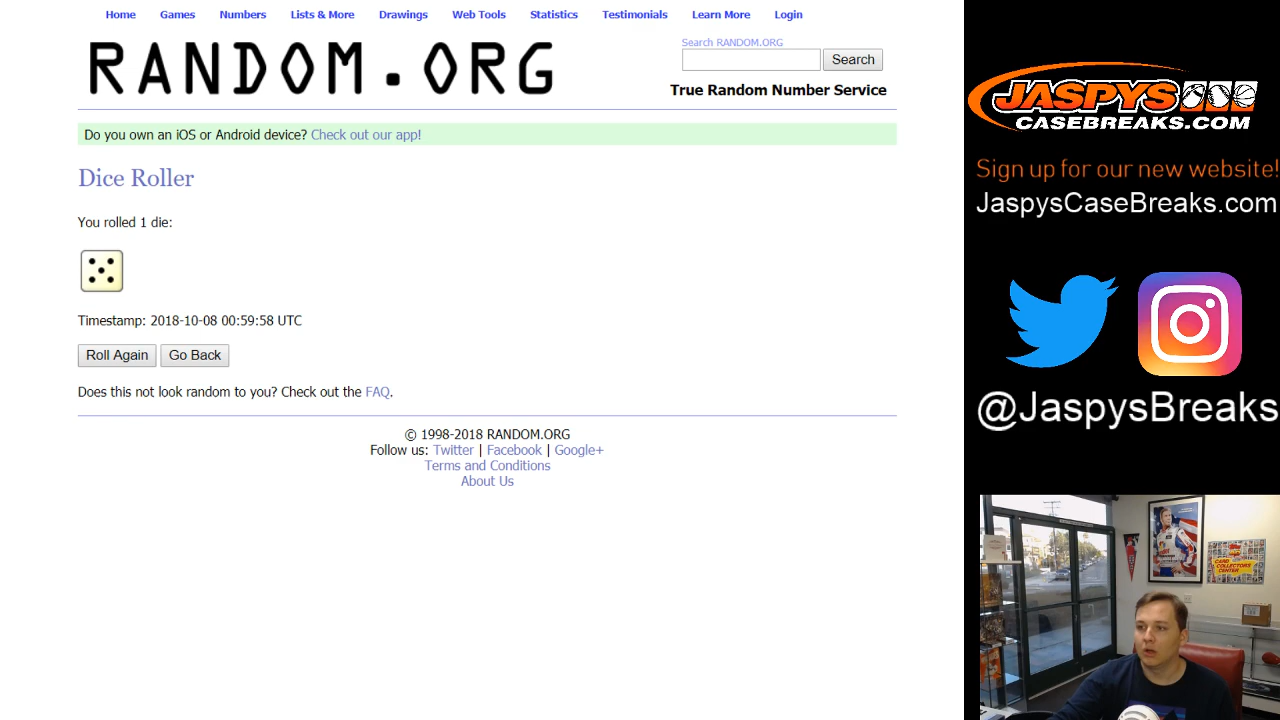 Home Games Numbers Lists & More Drawings Web Tools Statistics Testimonials Learn More Login
RANDOM.ORG
Search RANDOM.ORG
Search
True Random Number Service
Do you own an iOS or Android device? Check out our app!
Dice Roller
You rolled 1 die:
Timestamp: 2018-10-08 00:59:58 UTC
Roll Again Go Back
Does this not look random to you? Check out the FAQ.
© 1998-2018 RANDOM.ORG
Follow us: Twitter | Facebook | Google+
Terms and Conditions
About Us
JASPYS
CASEBREAKS.COM
Sign up for our new website!
JaspysCaseBreaks.com
@JaspysBreaks
CARD
COLLECTORS
CENTER